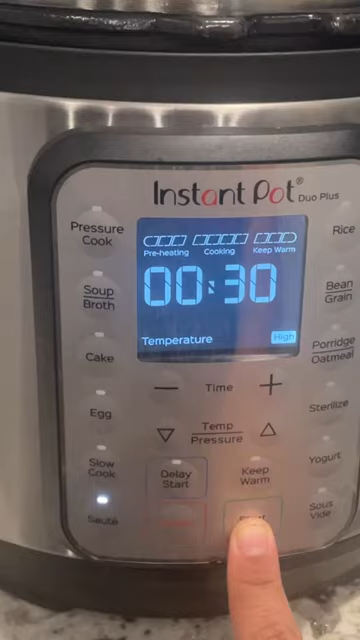 Instant Pot® Duo Plus
Pressure Cook
Rice
Pre-heating Cooking Keep Warm
00:30
Soup
Broth
Bean
Grain
Temperature High
Cake
Porridge
Oatmeal
− Time +
Egg
Sterilize
Temp
Pressure
Slow Cook
Delay Start
Keep Warm
Yogurt
Sauté
Sous Vide